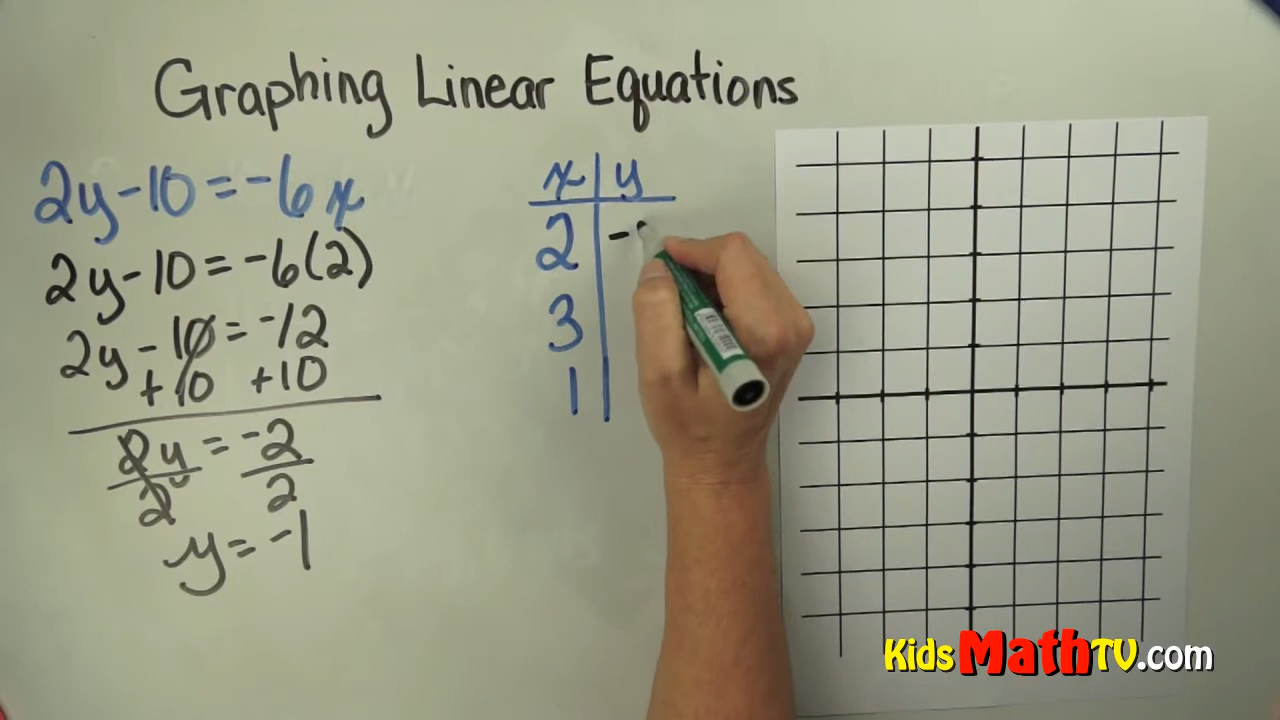 Graphing Linear Equations
2y-10=-6x
2y-10=-6(2)
2y-10=-12
+10 +10
2y=-2
2 2
y=-1
x y
2 -
3
1
KidsMathTV.com